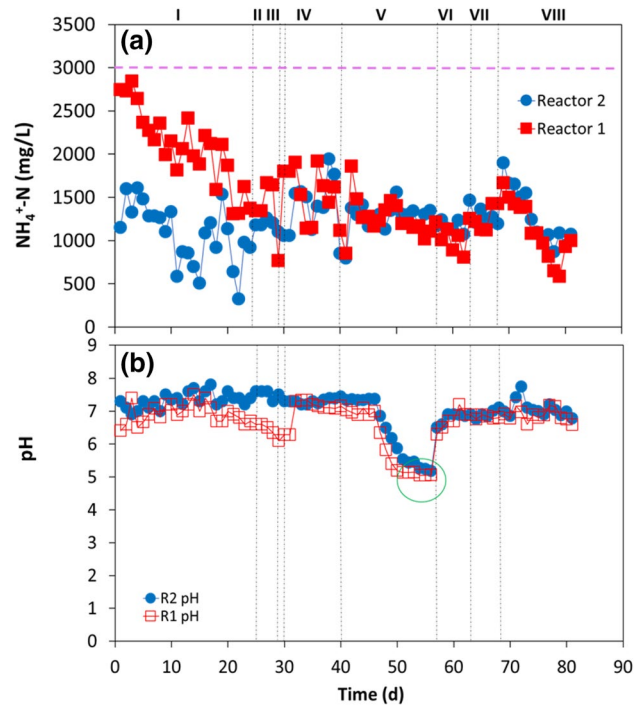 I II III IV V VI VII VIII
(a)
NH₄⁺-N (mg/L)
3500
3000
2500
2000
1500
1000
500
0
Reactor 2
Reactor 1
(b)
pH
9
8
7
6
5
4
3
2
1
0
R2 pH
R1 pH
0 10 20 30 40 50 60 70 80 90
Time (d)